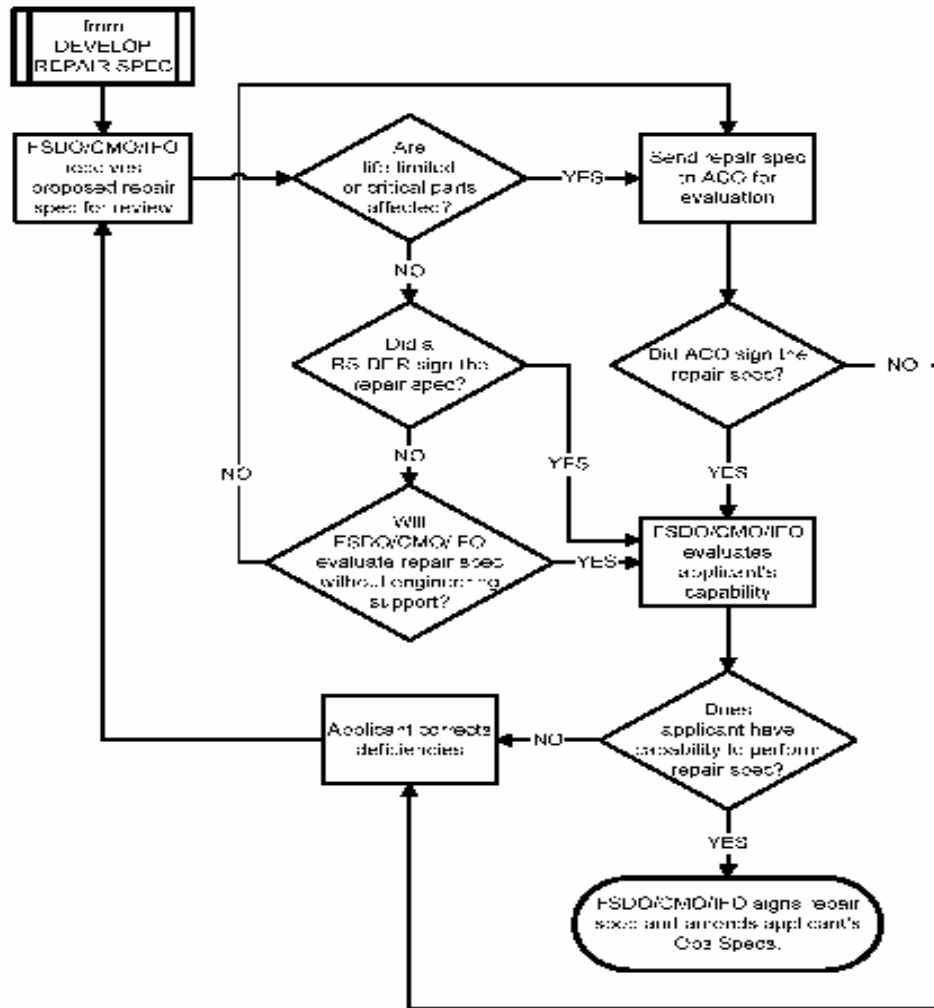 from
DEVELOP
REPAIR SPEC
FSDO/CMO/IFO
receives
proposed repair
spec for review
Are
life limited
or critical parts
affected?
YES
Send repair spec
to ACO for
evaluation
NO
Did a
RS-DER sign the
repair spec?
Did ACO sign the
repair spec?
NO
NO
YES
YES
NO
Will
FSDO/CMO/IFO
evaluate repair spec
without engineering
support?
YES
FSDO/CMO/IFO
evaluates
applicant's
capability
Applicant corrects
deficiencies
NO
Does
applicant have
capability to perform
repair spec?
YES
FSDO/CMO/IFO signs repair
spec and amends applicant's
Ops Specs.